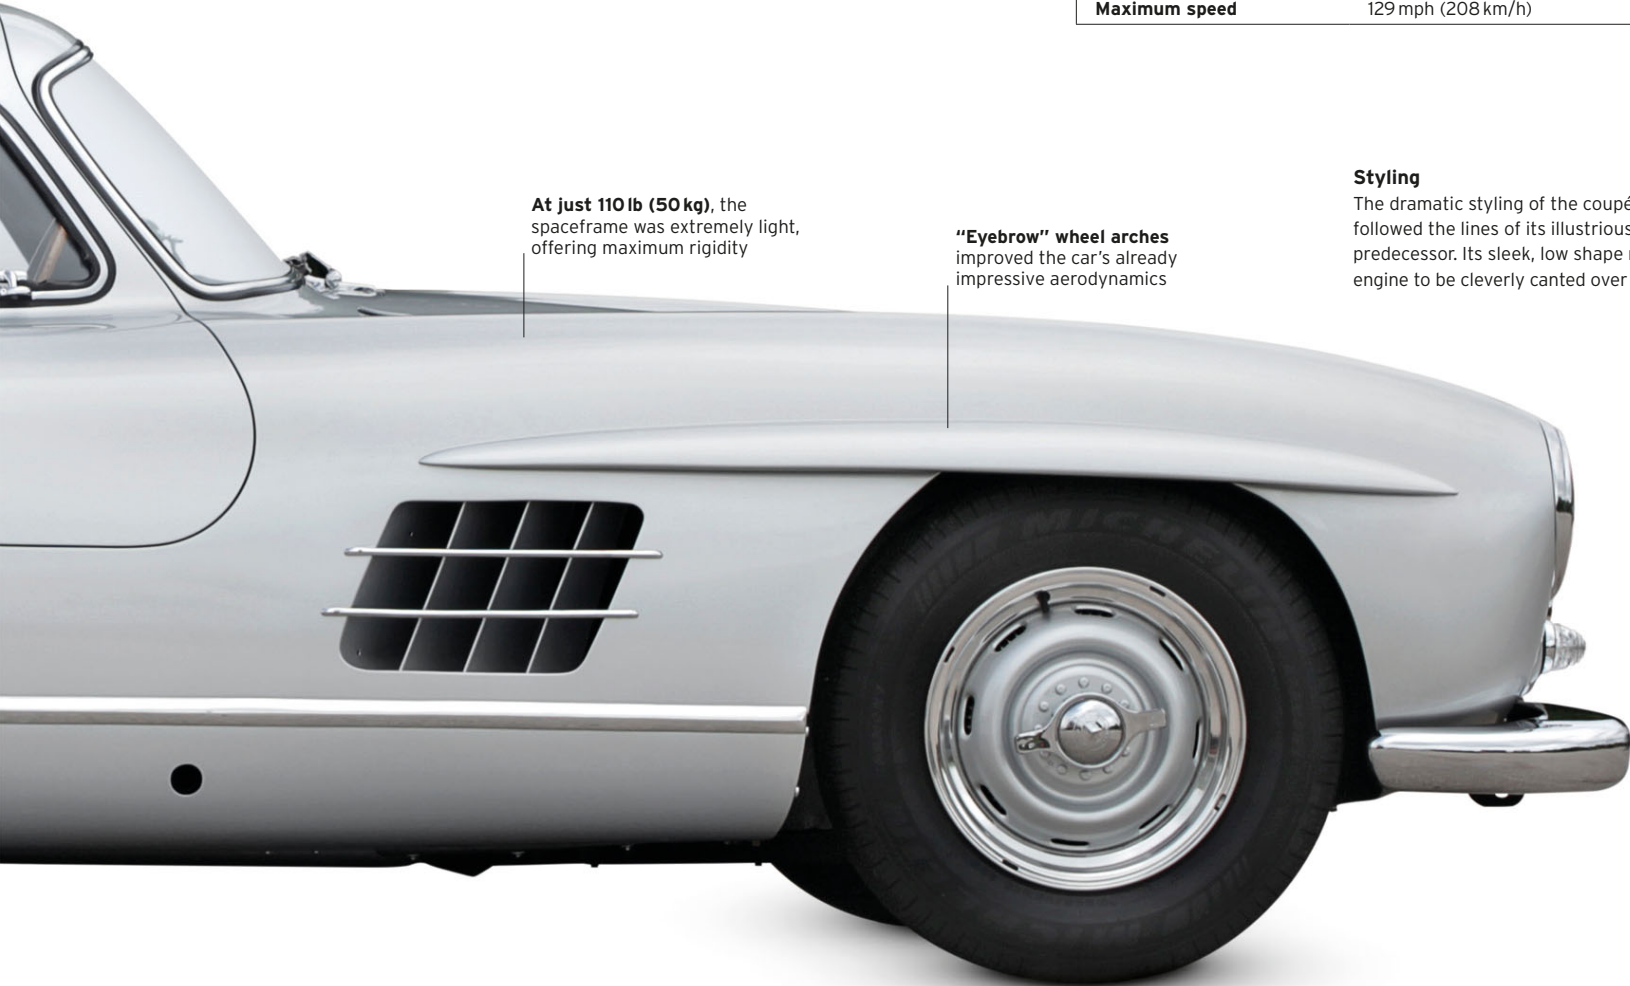 Maximum speed 129 mph (208 km/h)
At just 110 lb (50 kg), the
spaceframe was extremely light,
offering maximum rigidity
“Eyebrow” wheel arches
improved the car’s already
impressive aerodynamics
Styling
The dramatic styling of the coupé
followed the lines of its illustrious
predecessor. Its sleek, low shape
engine to be cleverly canted over
MICHELIN